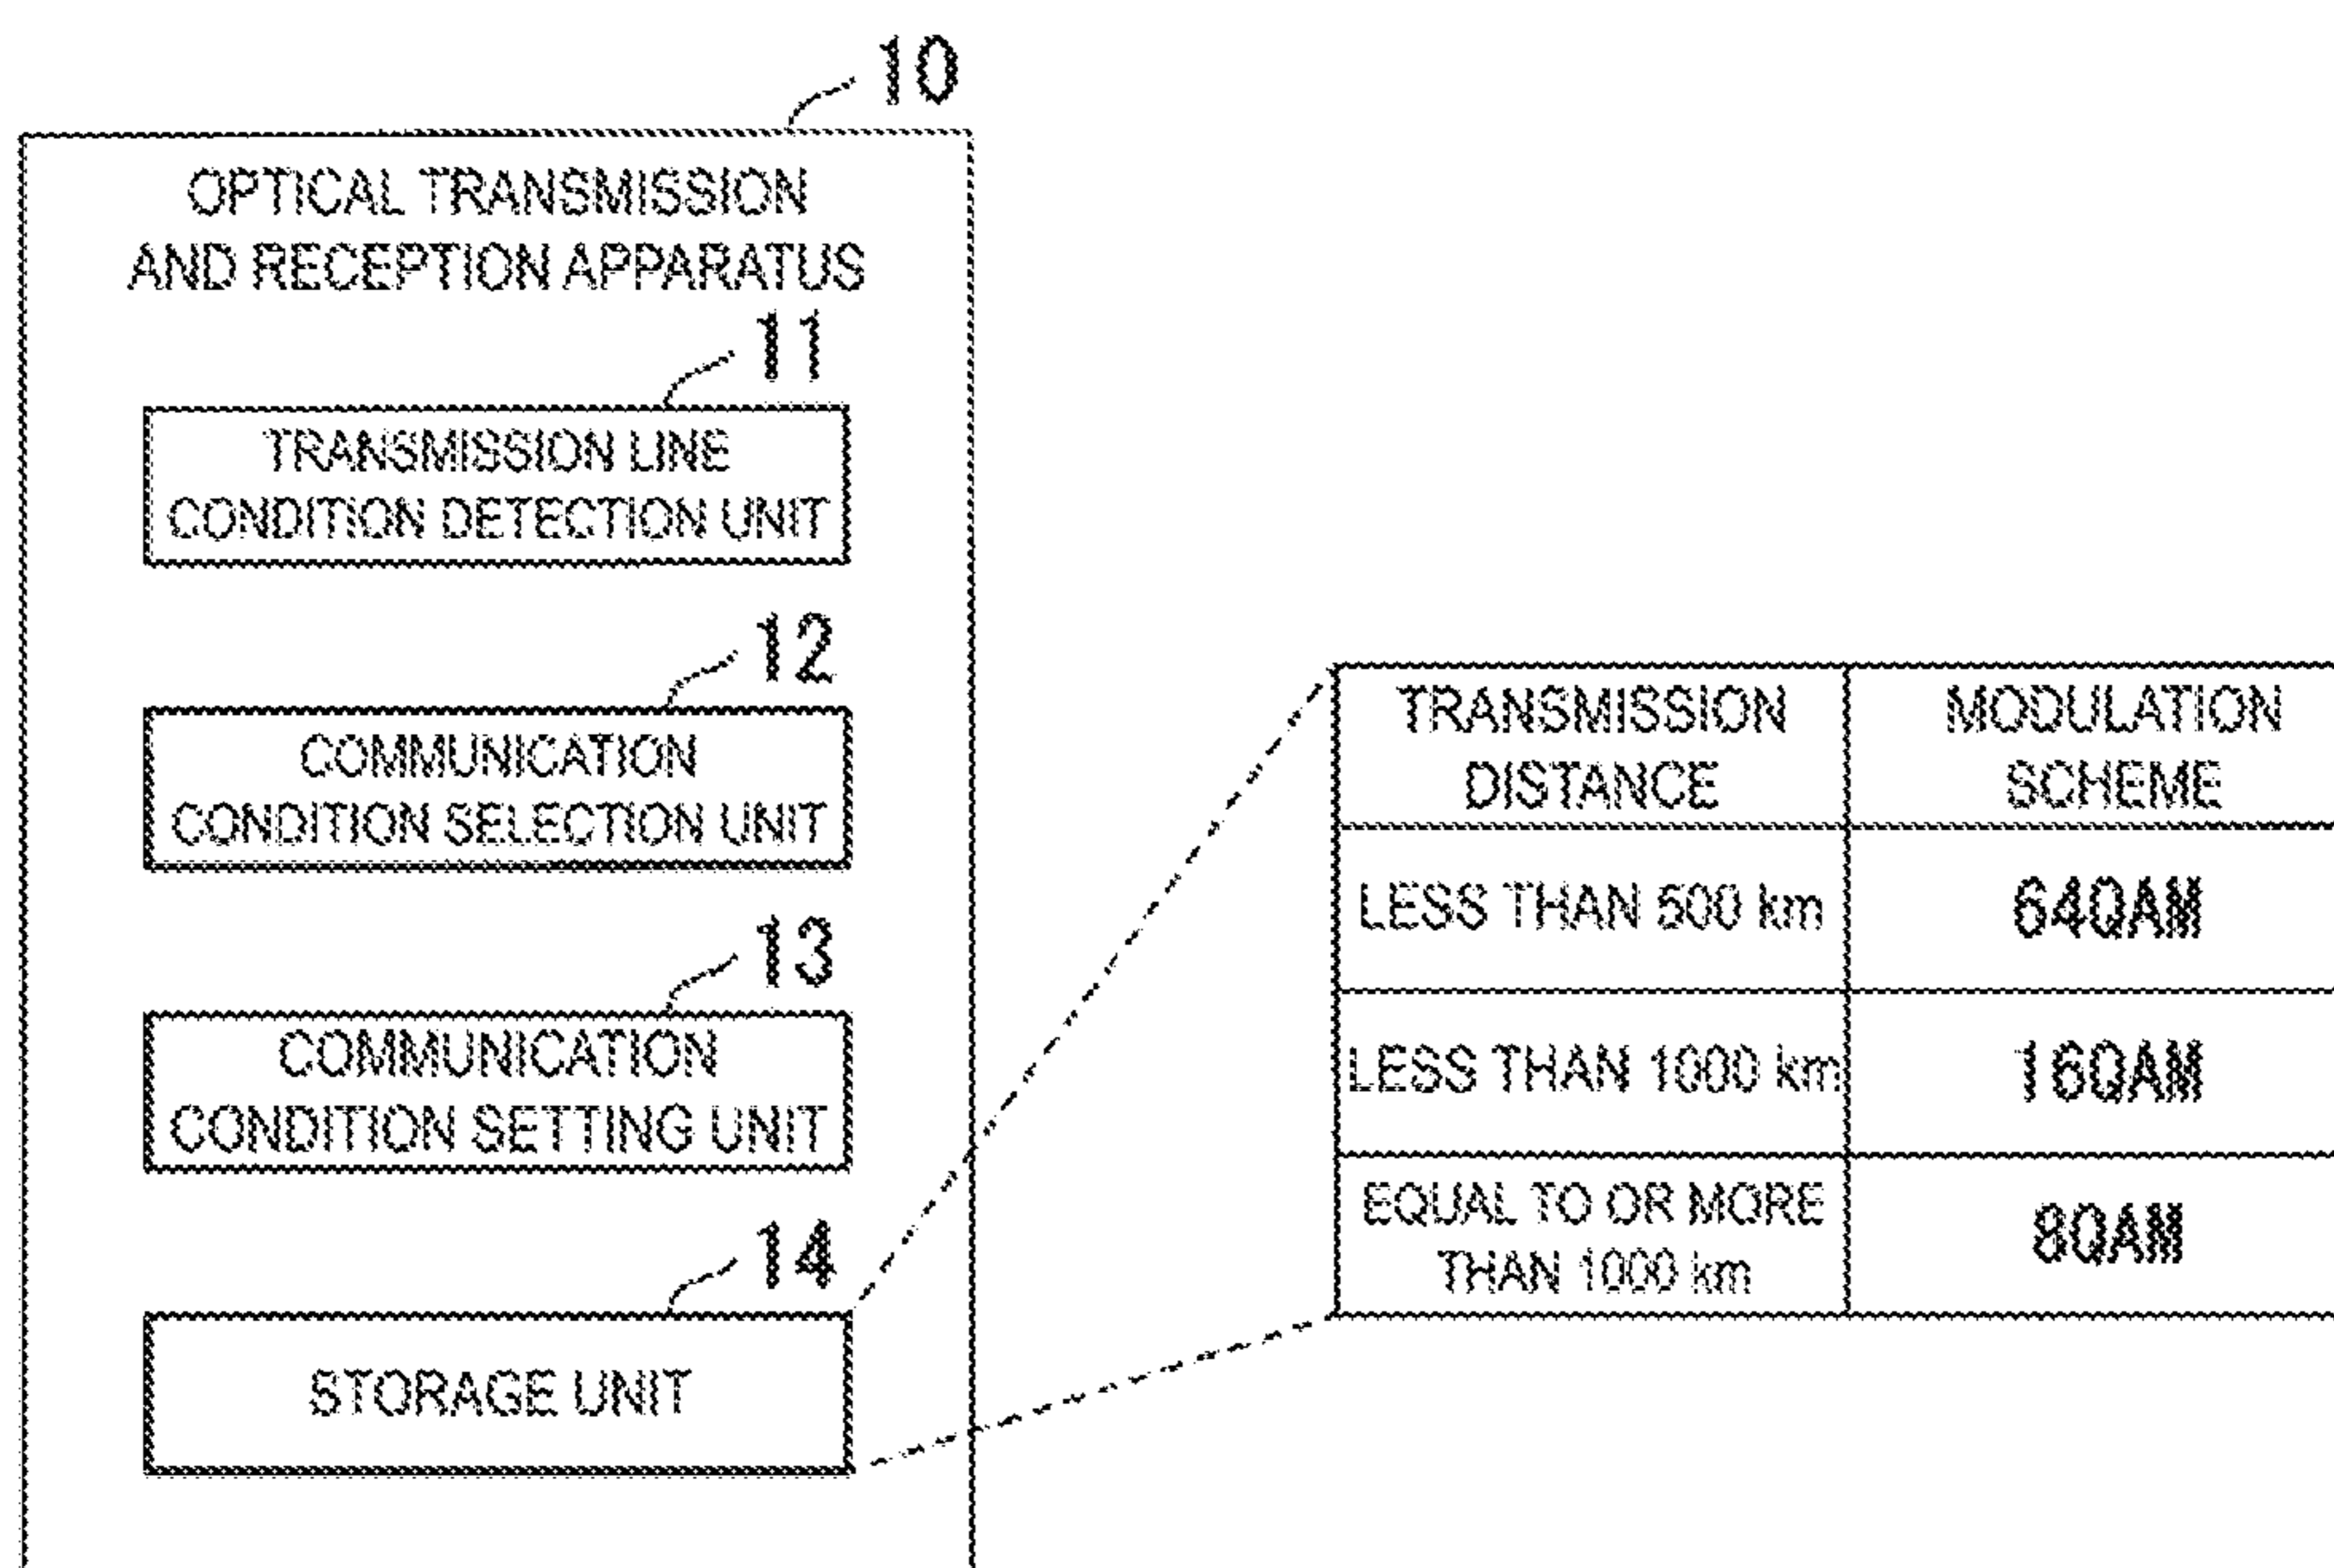 10
OPTICAL TRANSMISSION
AND RECEPTION APPARATUS
11
TRANSMISSION LINE
CONDITION DETECTION UNIT
12
COMMUNICATION
CONDITION SELECTION UNIT
13
COMMUNICATION
CONDITION SETTING UNIT
14
STORAGE UNIT
TRANSMISSION
DISTANCE
MODULATION
SCHEME
LESS THAN 500 km
64QAM
LESS THAN 1000 km
16QAM
EQUAL TO OR MORE
THAN 1000 km
8QAM